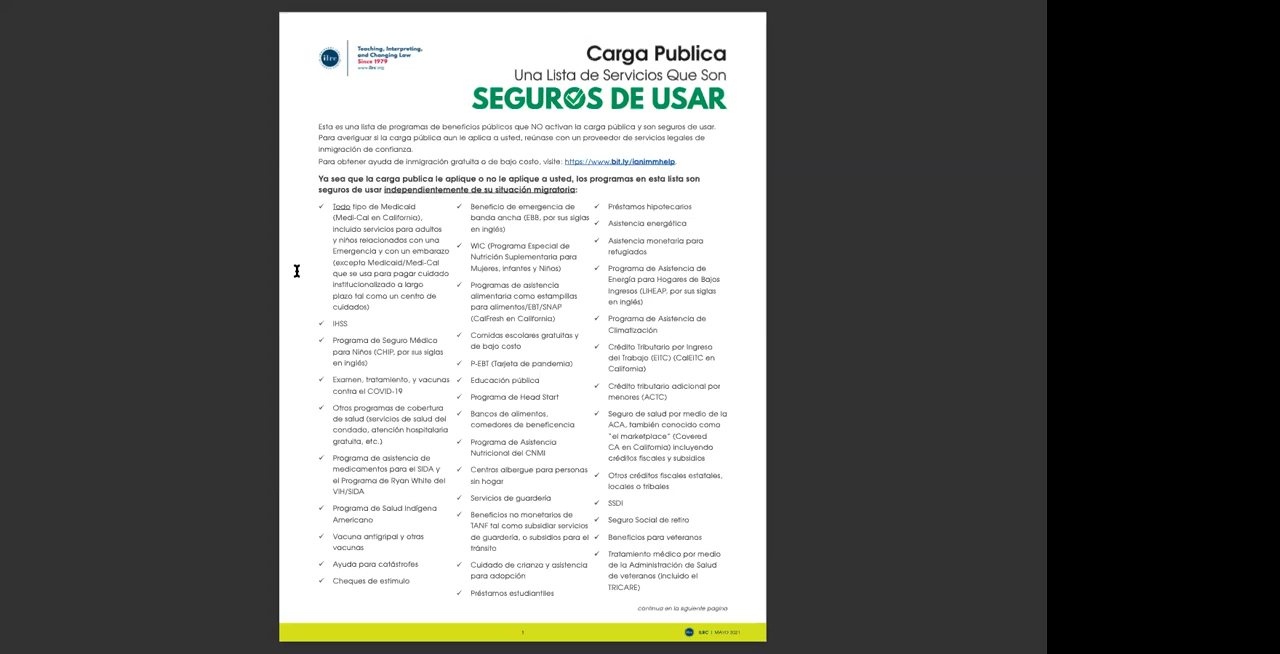 ilrc
Teaching, Interpreting,
and Changing Law
Since 1979
www.ilrc.org
Carga Publica
Una Lista de Servicios Que Son
SEGUROS DE USAR
Esta es una lista de programas de beneficios públicos que NO activan la carga pública y son seguros de usar.
Para averiguar si la carga pública aun le aplica a usted, reúnase con un proveedor de servicios legales de
inmigración de confianza.
Para obtener ayuda de inmigración gratuita o de bajo costo, visite: https://www.bit.ly/ianimmhelp.
Ya sea que la carga publica le aplique o no le aplique a usted, los programas en esta lista son
seguros de usar independientemente de su situación migratoria:
✓ Todo tipo de Medicaid
(Medi-Cal en California),
incluido servicios para adultos
y niños relacionados con una
Emergencia y con un embarazo
(excepto Medicaid/Medi-Cal
que se usa para pagar cuidado
institucionalizado a largo
plazo tal como un centro de
cuidados)
✓ IHSS
✓ Programa de Seguro Médico
para Niños (CHIP, por sus siglas
en inglés)
✓ Examen, tratamiento, y vacunas
contra el COVID-19
✓ Otros programas de cobertura
de salud (servicios de salud del
condado, atención hospitalaria
gratuita, etc.)
✓ Programa de asistencia de
medicamentos para el SIDA y
el Programa de Ryan White del
VIH/SIDA
✓ Programa de Salud Indígena
Americano
✓ Vacuna antigripal y otras
vacunas
✓ Ayuda para catástrofes
✓ Cheques de estimulo
✓ Beneficio de emergencia de
banda ancha (EBB, por sus siglas
en inglés)
✓ WIC (Programa Especial de
Nutrición Suplementaria para
Mujeres, Infantes y Niños)
✓ Programas de asistencia
alimentaria como estampillas
para alimentos/EBT/SNAP
(CalFresh en California)
✓ Comidas escolares gratuitas y
de bajo costo
✓ P-EBT (Tarjeta de pandemia)
✓ Educación pública
✓ Programa de Head Start
✓ Bancos de alimentos,
comedores de beneficencia
✓ Programa de Asistencia
Nutricional del CNMI
✓ Centros albergue para personas
sin hogar
✓ Servicios de guardería
✓ Beneficios no monetarios de
TANF tal como subsidiar servicios
de guardería, o subsidios para el
tránsito
✓ Cuidado de crianza y asistencia
para adopción
✓ Préstamos estudiantiles
✓ Préstamos hipotecarios
✓ Asistencia energética
✓ Asistencia monetaria para
refugiados
✓ Programa de Asistencia de
Energía para Hogares de Bajos
Ingresos (LIHEAP, por sus siglas
en inglés)
✓ Programa de Asistencia de
Climatización
✓ Crédito Tributario por Ingreso
del Trabajo (EITC) (CalEITC en
California)
✓ Crédito tributario adicional por
menores (ACTC)
✓ Seguro de salud por medio de la
ACA, también conocido como
"el marketplace" (Covered
CA en California) incluyendo
créditos fiscales y subsidios
✓ Otros créditos fiscales estatales,
locales o tribales
✓ SSDI
✓ Seguro Social de retiro
✓ Beneficios para veteranos
✓ Tratamiento médico por medio
de la Administración de Salud
de veteranos (incluido el
TRICARE)
continua en la siguiente pagina
1
ILRC | MAYO 2021